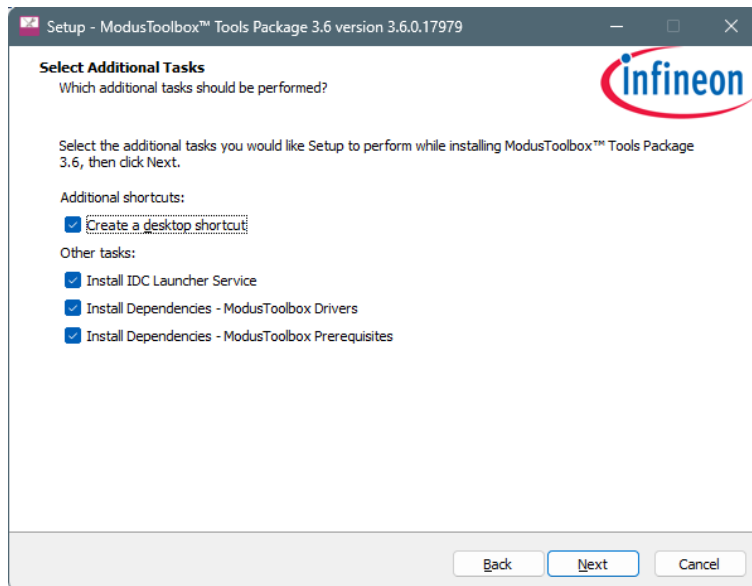 Setup - ModusToolbox™ Tools Package 3.6 version 3.6.0.17979
Select Additional Tasks
Which additional tasks should be performed?
infineon
Select the additional tasks you would like Setup to perform while installing ModusToolbox™ Tools Package
3.6, then click Next.
Additional shortcuts:
Create a desktop shortcut
Other tasks:
Install IDC Launcher Service
Install Dependencies - ModusToolbox Drivers
Install Dependencies - ModusToolbox Prerequisites
Back Next Cancel